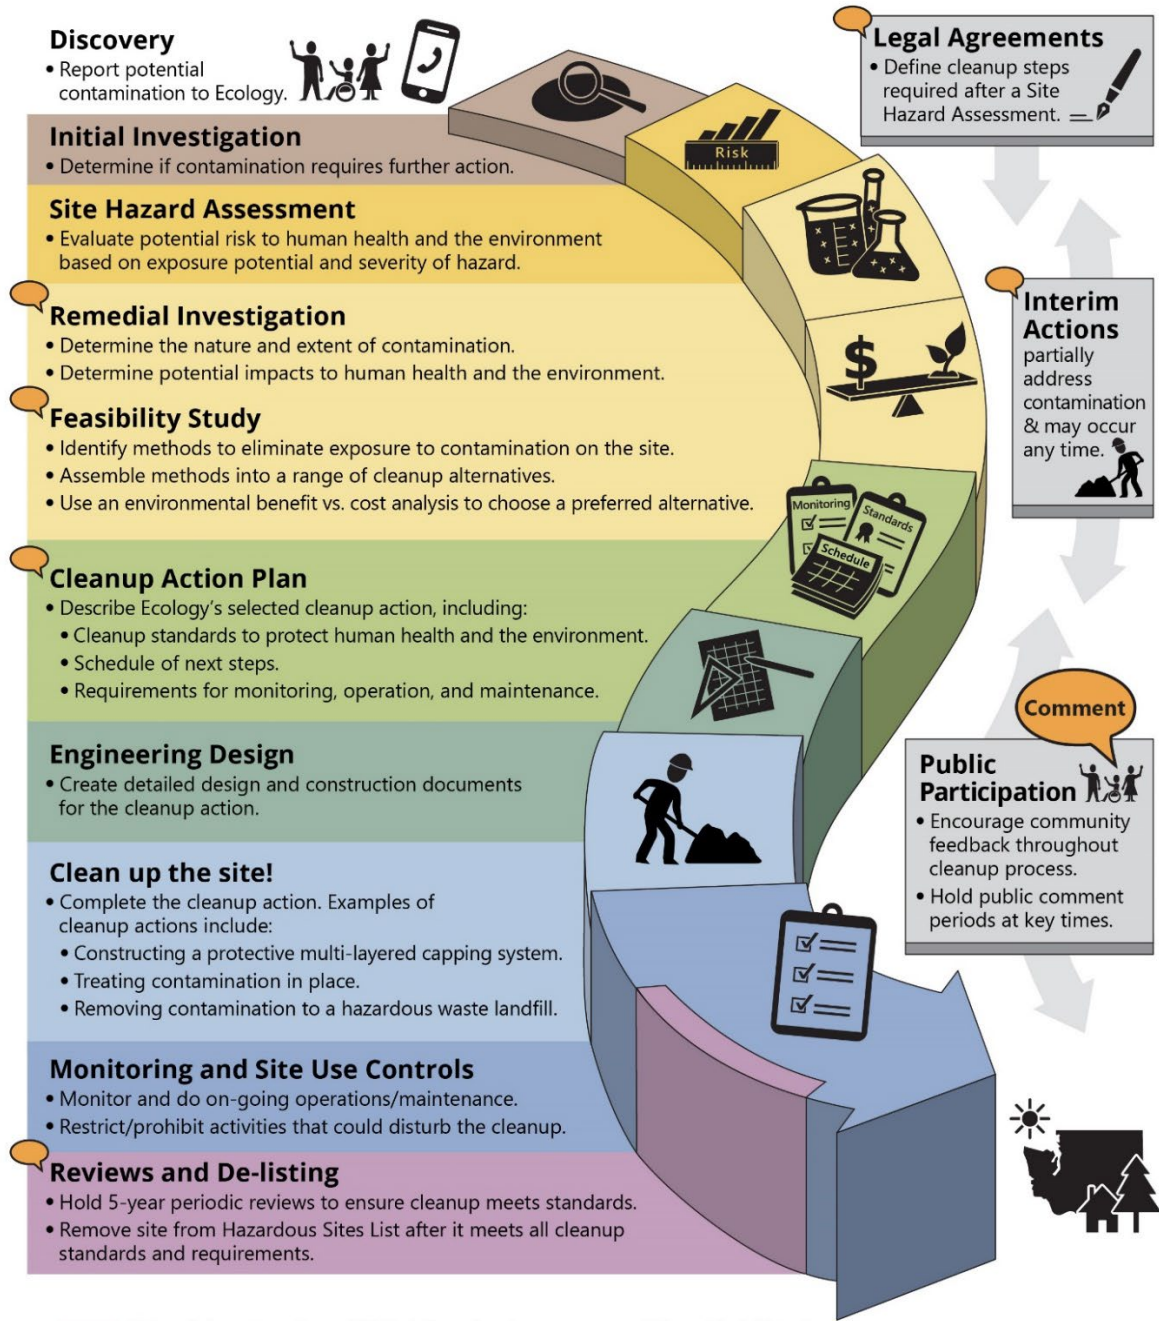 Discovery
• Report potential
contamination to Ecology.
Initial Investigation
• Determine if contamination requires further action.
Site Hazard Assessment
• Evaluate potential risk to human health and the environment
based on exposure potential and severity of hazard.
Remedial Investigation
• Determine the nature and extent of contamination.
• Determine potential impacts to human health and the environment.
Feasibility Study
• Identify methods to eliminate exposure to contamination on the site.
• Assemble methods into a range of cleanup alternatives.
• Use an environmental benefit vs. cost analysis to choose a preferred alternative.
Cleanup Action Plan
• Describe Ecology's selected cleanup action, including:
• Cleanup standards to protect human health and the environment.
• Schedule of next steps.
• Requirements for monitoring, operation, and maintenance.
Engineering Design
• Create detailed design and construction documents
for the cleanup action.
Clean up the site!
• Complete the cleanup action. Examples of
cleanup actions include:
• Constructing a protective multi-layered capping system.
• Treating contamination in place.
• Removing contamination to a hazardous waste landfill.
Monitoring and Site Use Controls
• Monitor and do on-going operations/maintenance.
• Restrict/prohibit activities that could disturb the cleanup.
Reviews and De-listing
• Hold 5-year periodic reviews to ensure cleanup meets standards.
• Remove site from Hazardous Sites List after it meets all cleanup
standards and requirements.
Risk
$
Monitoring
Standards
Schedule
Legal Agreements
• Define cleanup steps
required after a Site
Hazard Assessment.
Interim
Actions
partially
address
contamination
& may occur
any time.
Comment
Public
Participation
• Encourage community
feedback throughout
cleanup process.
• Hold public comment
periods at key times.